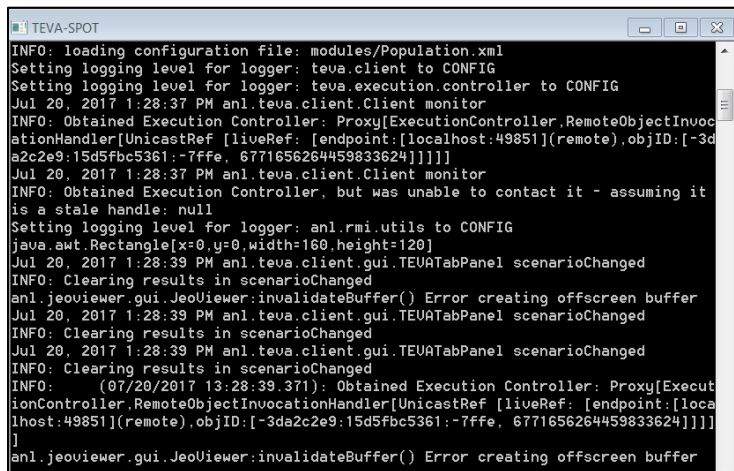 TEVA-SPOT
INFO: loading configuration file: modules/Population.xml
Setting logging level for logger: teva.client to CONFIG
Setting logging level for logger: teva.execution.controller to CONFIG
Jul 20, 2017 1:28:37 PM anl.teva.client.Client monitor
INFO: Obtained Execution Controller: Proxy[ExecutionController,RemoteObjectInvoc
ationHandler[UnicastRef [liveRef: [endpoint:[localhost:49851](remote),objID:[-3d
a2c2e9:15d5fbc5361:-7ffe, 6771656264459833624]]]]]
Jul 20, 2017 1:28:37 PM anl.teva.client.Client monitor
INFO: Obtained Execution Controller, but was unable to contact it - assuming it
is a stale handle: null
Setting logging level for logger: anl.rmi.utils to CONFIG
java.awt.Rectangle[x=0,y=0,width=160,height=120]
Jul 20, 2017 1:28:39 PM anl.teva.client.gui.TEVATabPanel scenarioChanged
INFO: Clearing results in scenarioChanged
anl.jeoviewer.gui.JeoViewer:invalidateBuffer() Error creating offscreen buffer
Jul 20, 2017 1:28:39 PM anl.teva.client.gui.TEVATabPanel scenarioChanged
INFO: Clearing results in scenarioChanged
Jul 20, 2017 1:28:39 PM anl.teva.client.gui.TEVATabPanel scenarioChanged
INFO: Clearing results in scenarioChanged
INFO:     (07/20/2017 13:28:39.371): Obtained Execution Controller: Proxy[Execut
ionController,RemoteObjectInvocationHandler[UnicastRef [liveRef: [endpoint:[loca
lhost:49851](remote),objID:[-3da2c2e9:15d5fbc5361:-7ffe, 6771656264459833624]]]]
]
anl.jeoviewer.gui.JeoViewer:invalidateBuffer() Error creating offscreen buffer